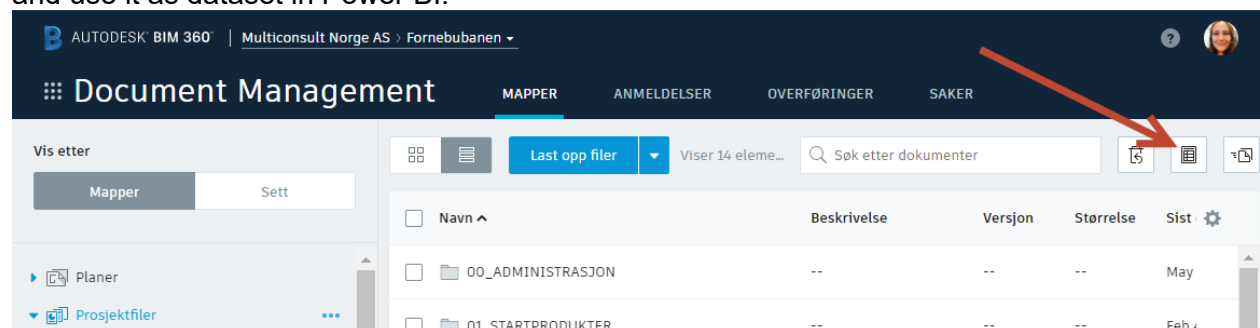 and use it as dataset in Power BI.
AUTODESK® BIM 360™ | Multiconsult Norge AS > Fornebubanen
Document Management MAPPER ANMELDELSER OVERFØRINGER SAKER
Vis etter Last opp filer Viser 14 eleme... Søk etter dokumenter
Mapper Sett
Navn Beskrivelse Versjon Størrelse Sist
Planer 00_ADMINISTRASJON -- -- -- May
Prosjektfiler 01_STARTPRODUKTER -- -- -- Feb